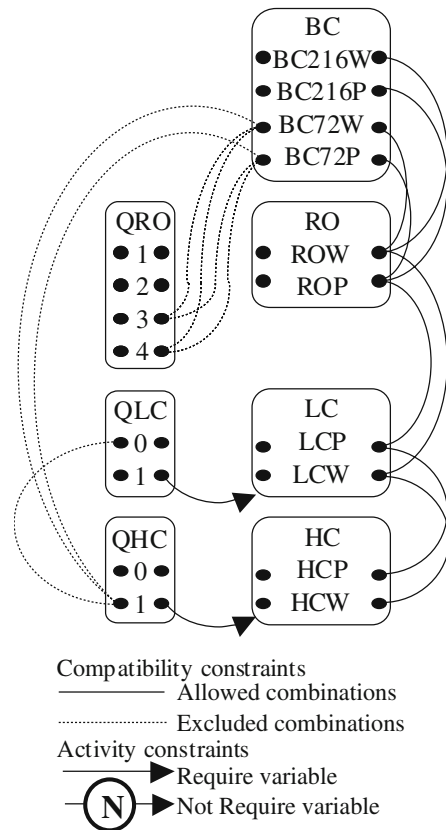 BC
BC216W
BC216P
BC72W
BC72P
QRO
1
2
3
4
RO
ROW
ROP
QLC
0
1
LC
LCP
LCW
QHC
0
1
HC
HCP
HCW
Compatibility constraints
Allowed combinations
Excluded combinations
Activity constraints
Require variable
N Not Require variable